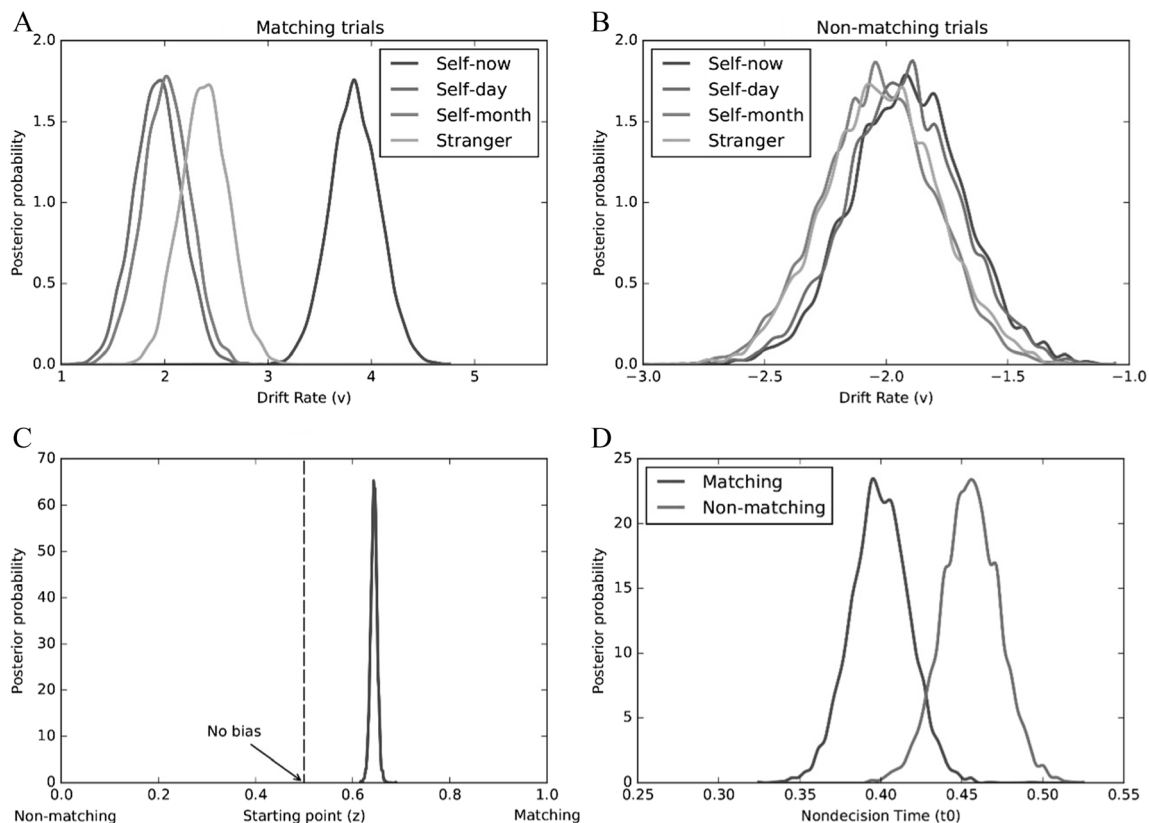 A
Matching trials
Posterior probability
2.0
1.5
1.0
0.5
0.0
1 2 3 4 5
Drift Rate (v)
Self-now
Self-day
Self-month
Stranger
B
Non-matching trials
Posterior probability
2.0
1.5
1.0
0.5
0.0
−3.0 −2.5 −2.0 −1.5 −1.0
Drift Rate (v)
Self-now
Self-day
Self-month
Stranger
C
Posterior probability
70
60
50
40
30
20
10
0
No bias
0.0 0.2 0.4 0.6 0.8 1.0
Non-matching Starting point (z) Matching
D
Posterior probability
25
20
15
10
5
0
0.25 0.30 0.35 0.40 0.45 0.50 0.55
Nondecision Time (t0)
Matching
Non-matching